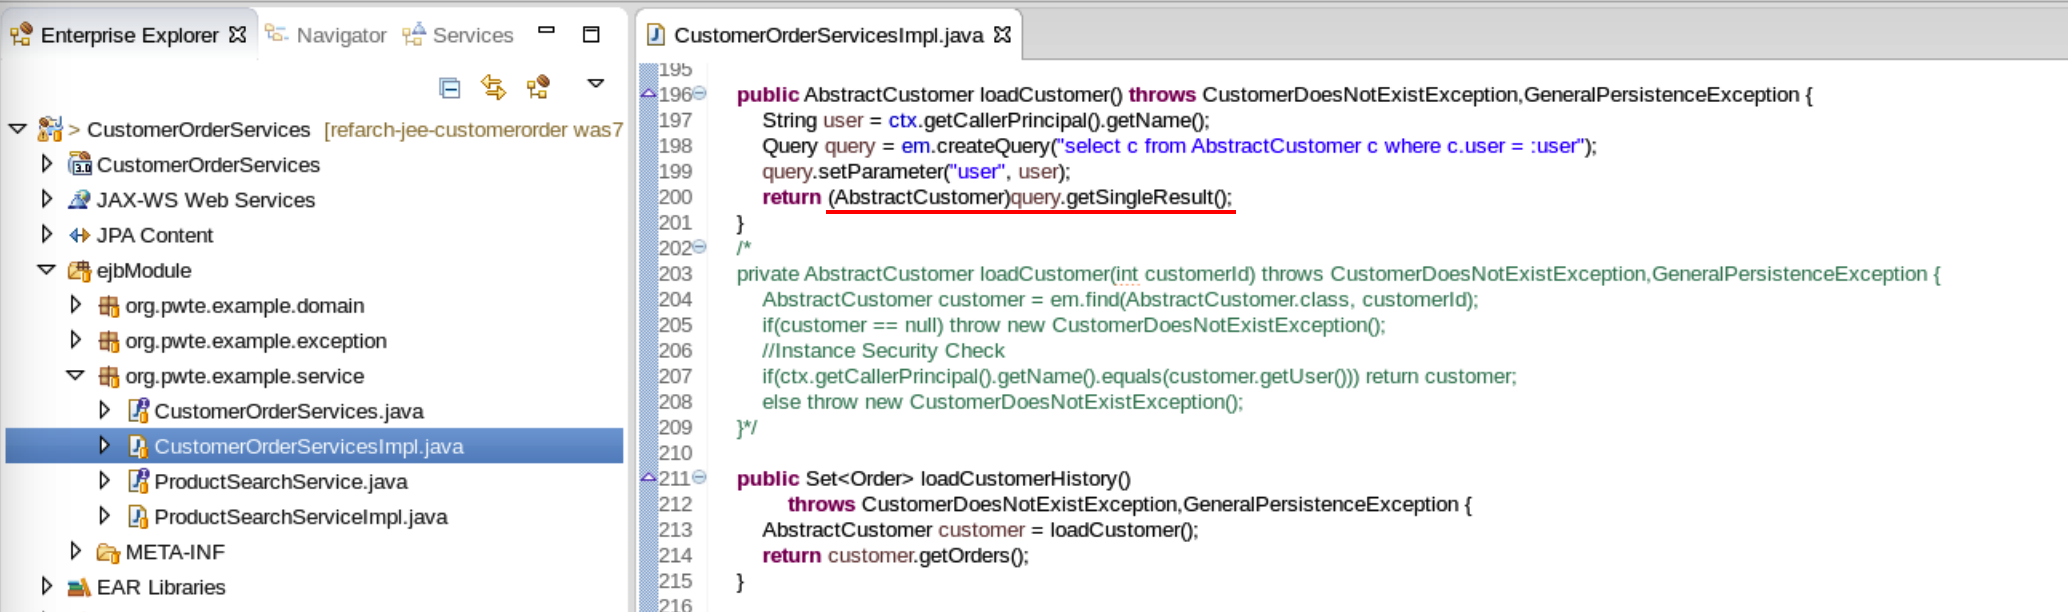 Enterprise Explorer
Navigator
Services
> CustomerOrderServices [refarch-jee-customerorder was7
CustomerOrderServices
JAX-WS Web Services
JPA Content
ejbModule
org.pwte.example.domain
org.pwte.example.exception
org.pwte.example.service
CustomerOrderServices.java
CustomerOrderServicesImpl.java
ProductSearchService.java
ProductSearchServiceImpl.java
META-INF
EAR Libraries
CustomerOrderServicesImpl.java
195
196 public AbstractCustomer loadCustomer() throws CustomerDoesNotExistException,GeneralPersistenceException {
197 String user = ctx.getCallerPrincipal().getName();
198 Query query = em.createQuery("select c from AbstractCustomer c where c.user = :user");
199 query.setParameter("user", user);
200 return (AbstractCustomer)query.getSingleResult();
201 }
202 /*
203 private AbstractCustomer loadCustomer(int customerId) throws CustomerDoesNotExistException,GeneralPersistenceException {
204 AbstractCustomer customer = em.find(AbstractCustomer.class, customerId);
205 if(customer == null) throw new CustomerDoesNotExistException();
206 //Instance Security Check
207 if(ctx.getCallerPrincipal().getName().equals(customer.getUser())) return customer;
208 else throw new CustomerDoesNotExistException();
209 }*/
210
211 public Set<Order> loadCustomerHistory()
212 throws CustomerDoesNotExistException,GeneralPersistenceException {
213 AbstractCustomer customer = loadCustomer();
214 return customer.getOrders();
215 }
216